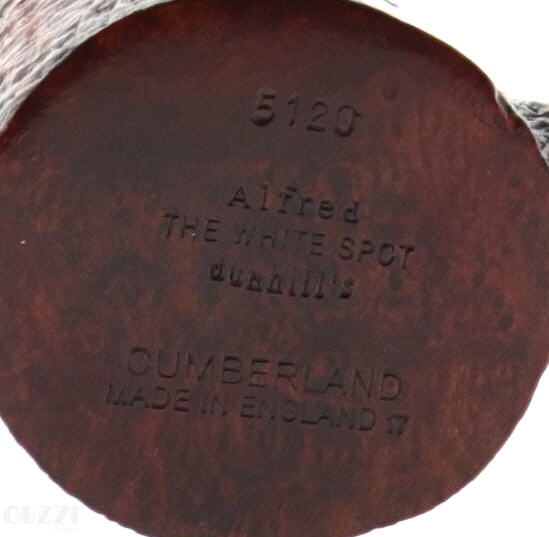 5120
Alfred
THE WHITE SPOT
dunhill's
CUMBERLAND
MADE IN ENGLAND 17
GUZZI